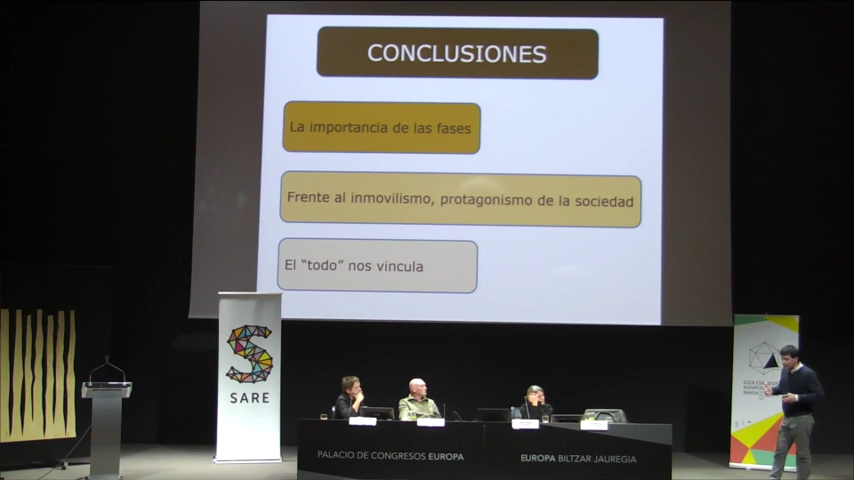 CONCLUSIONES
La importancia de las fases
Frente al inmovilismo, protagonismo de la sociedad
El “todo” nos vincula
SARE
PALACIO DE CONGRESOS EUROPA
EUROPA BILTZAR JAUREGIA